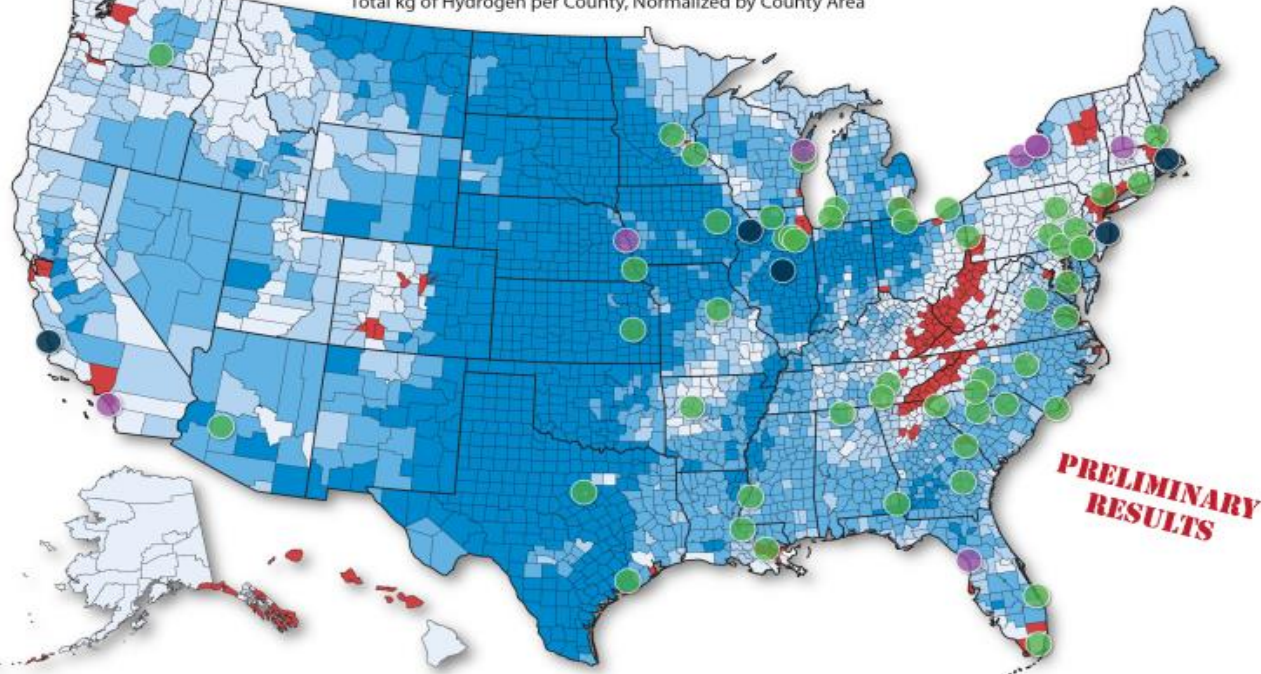 Total kg of Hydrogen per County, Normalized by County Area
PRELIMINARY
RESULTS